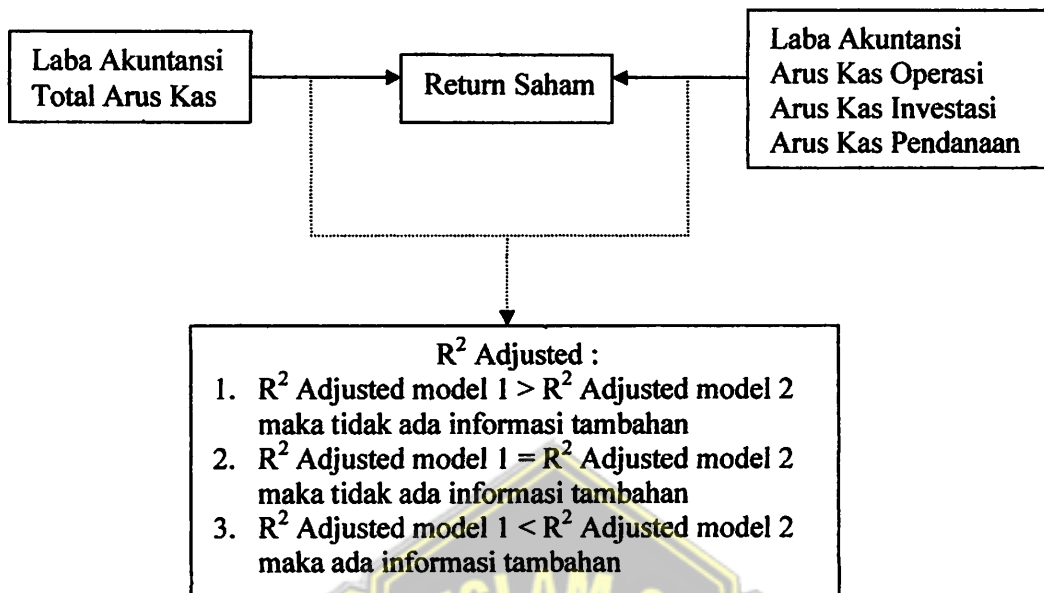 Laba Akuntansi
Total Arus Kas
Return Saham
Laba Akuntansi
Arus Kas Operasi
Arus Kas Investasi
Arus Kas Pendanaan
R² Adjusted :
1. R² Adjusted model 1 > R² Adjusted model 2
maka tidak ada informasi tambahan
2. R² Adjusted model 1 = R² Adjusted model 2
maka tidak ada informasi tambahan
3. R² Adjusted model 1 < R² Adjusted model 2
maka ada informasi tambahan
ISLAM